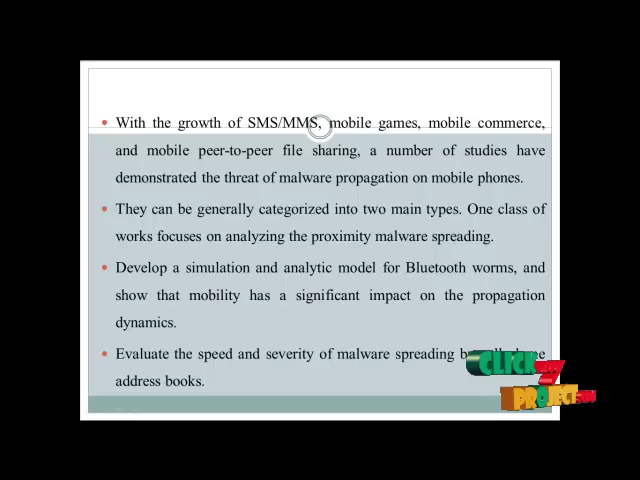 With the growth of SMS/MMS, mobile games, mobile commerce,
and mobile peer-to-peer file sharing, a number of studies have
demonstrated the threat of malware propagation on mobile phones.
They can be generally categorized into two main types. One class of
works focuses on analyzing the proximity malware spreading.
Develop a simulation and analytic model for Bluetooth worms, and
show that mobility has a significant impact on the propagation
dynamics.
Evaluate the speed and severity of malware spreading
address books.
CLICK
PROJECT